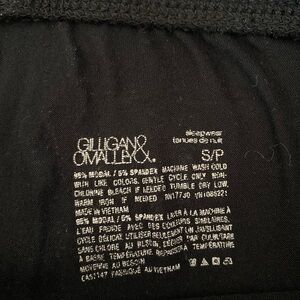 sleepwear
tenues de nuit
GILLIGAN&
OMALLEY
S/P
95% MODAL / 5% SPANDEX MACHINE WASH COLD
WITH LIKE COLORS. GENTLE CYCLE. ONLY NON-
CHLORINE BLEACH IF NEEDED TUMBLE DRY LOW.
WARM IRON IF NEEDED RN17730
MADE IN VIETNAM
95% MODAL / 5% SPANDEX LAVER À LA MACHINE À
L'EAU FROIDE AVEC DES COULEURS SIMILAIRES.
CYCLE DÉLICAT. UTILISER SEULEMENT UN JAVELLISANT
SANS CHLORE AU BESOIN. SÉCHER PAR CULBUTAGE
À BASSE TEMPÉRATURE. REPASSER À TEMPÉRATURE
MOYENNE AU BESOIN
FABRIQUÉ AU VIETNAM